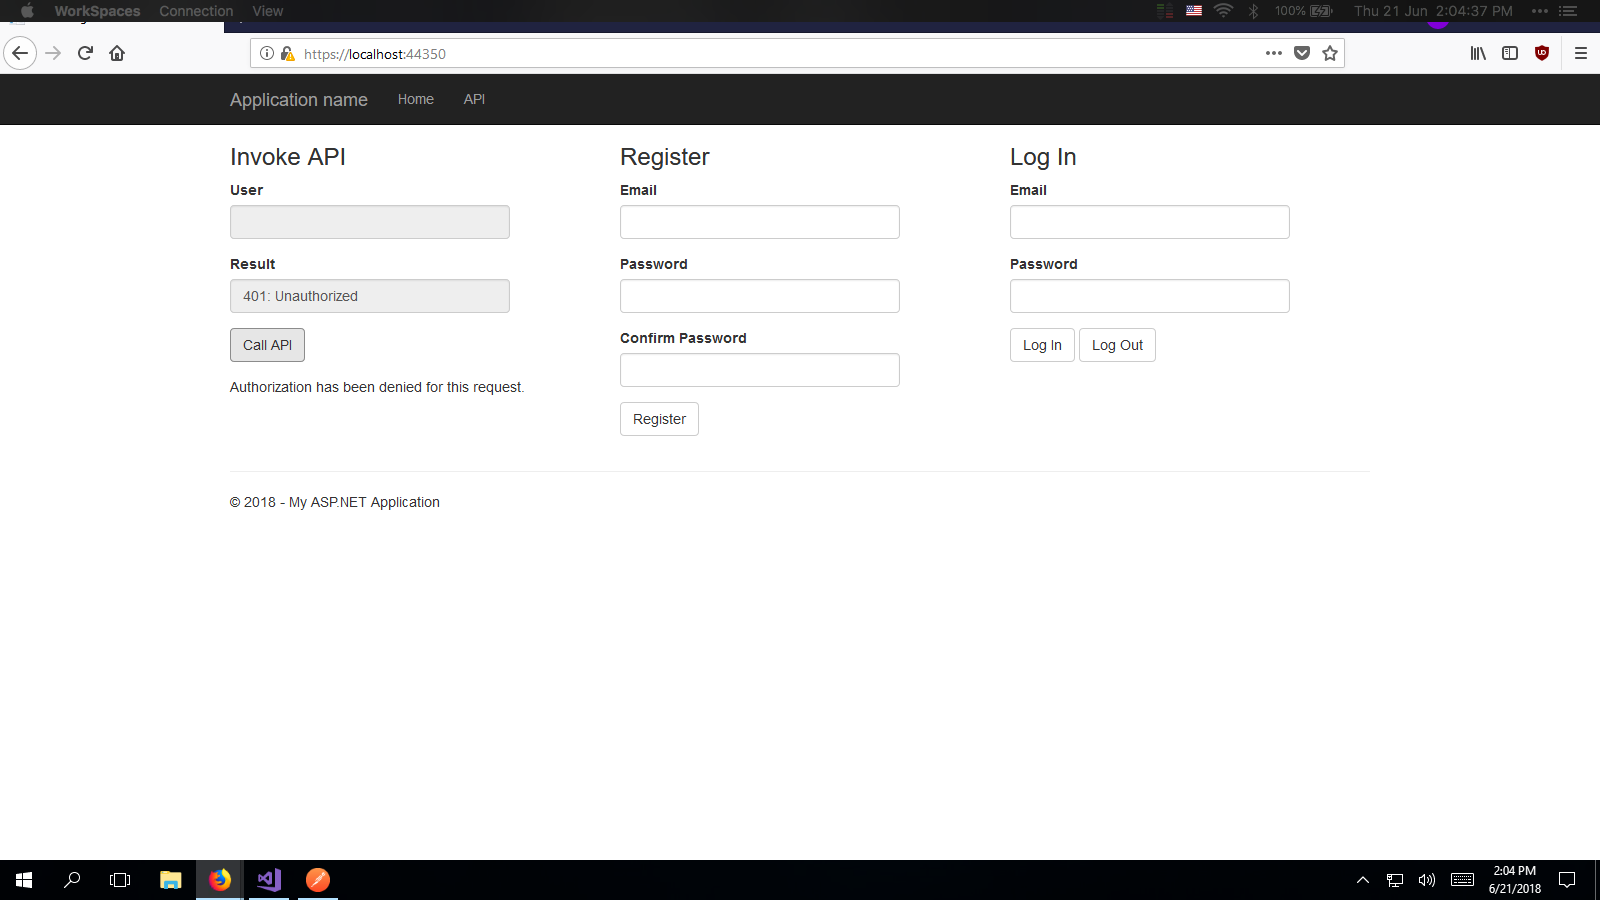 WorkSpaces Connection View 100% Thu 21 Jun 2:04:37 PM
https://localhost:44350
Application name Home API
Invoke API
User
Result
401: Unauthorized
Call API
Authorization has been denied for this request.
Register
Email
Password
Confirm Password
Register
Log In
Email
Password
Log In Log Out
© 2018 - My ASP.NET Application
2:04 PM
6/21/2018